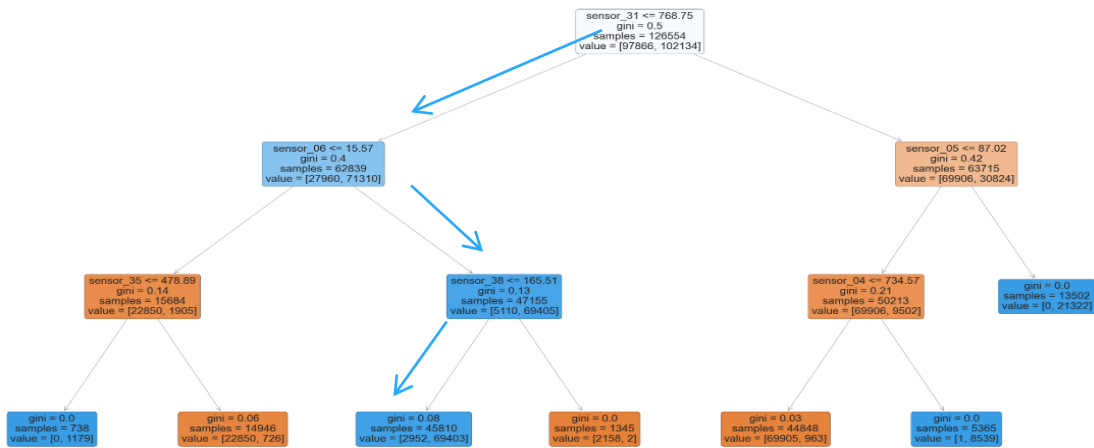 sensor_31 <= 768.75
gini = 0.5
samples = 126554
value = [97866, 102134]
sensor_06 <= 15.57
gini = 0.4
samples = 62839
value = [27960, 71310]
sensor_05 <= 87.02
gini = 0.42
samples = 63715
value = [69906, 30824]
sensor_35 <= 478.89
gini = 0.14
samples = 15684
value = [22850, 1905]
sensor_38 <= 165.51
gini = 0.13
samples = 47155
value = [5110, 69405]
sensor_04 <= 734.57
gini = 0.21
samples = 50213
value = [69906, 9502]
gini = 0.0
samples = 13502
value = [0, 21322]
gini = 0.0
samples = 738
value = [0, 1179]
gini = 0.06
samples = 14946
value = [22850, 726]
gini = 0.08
samples = 45810
value = [2952, 69403]
gini = 0.0
samples = 1345
value = [2158, 2]
gini = 0.03
samples = 44848
value = [69905, 963]
gini = 0.0
samples = 5365
value = [1, 8539]